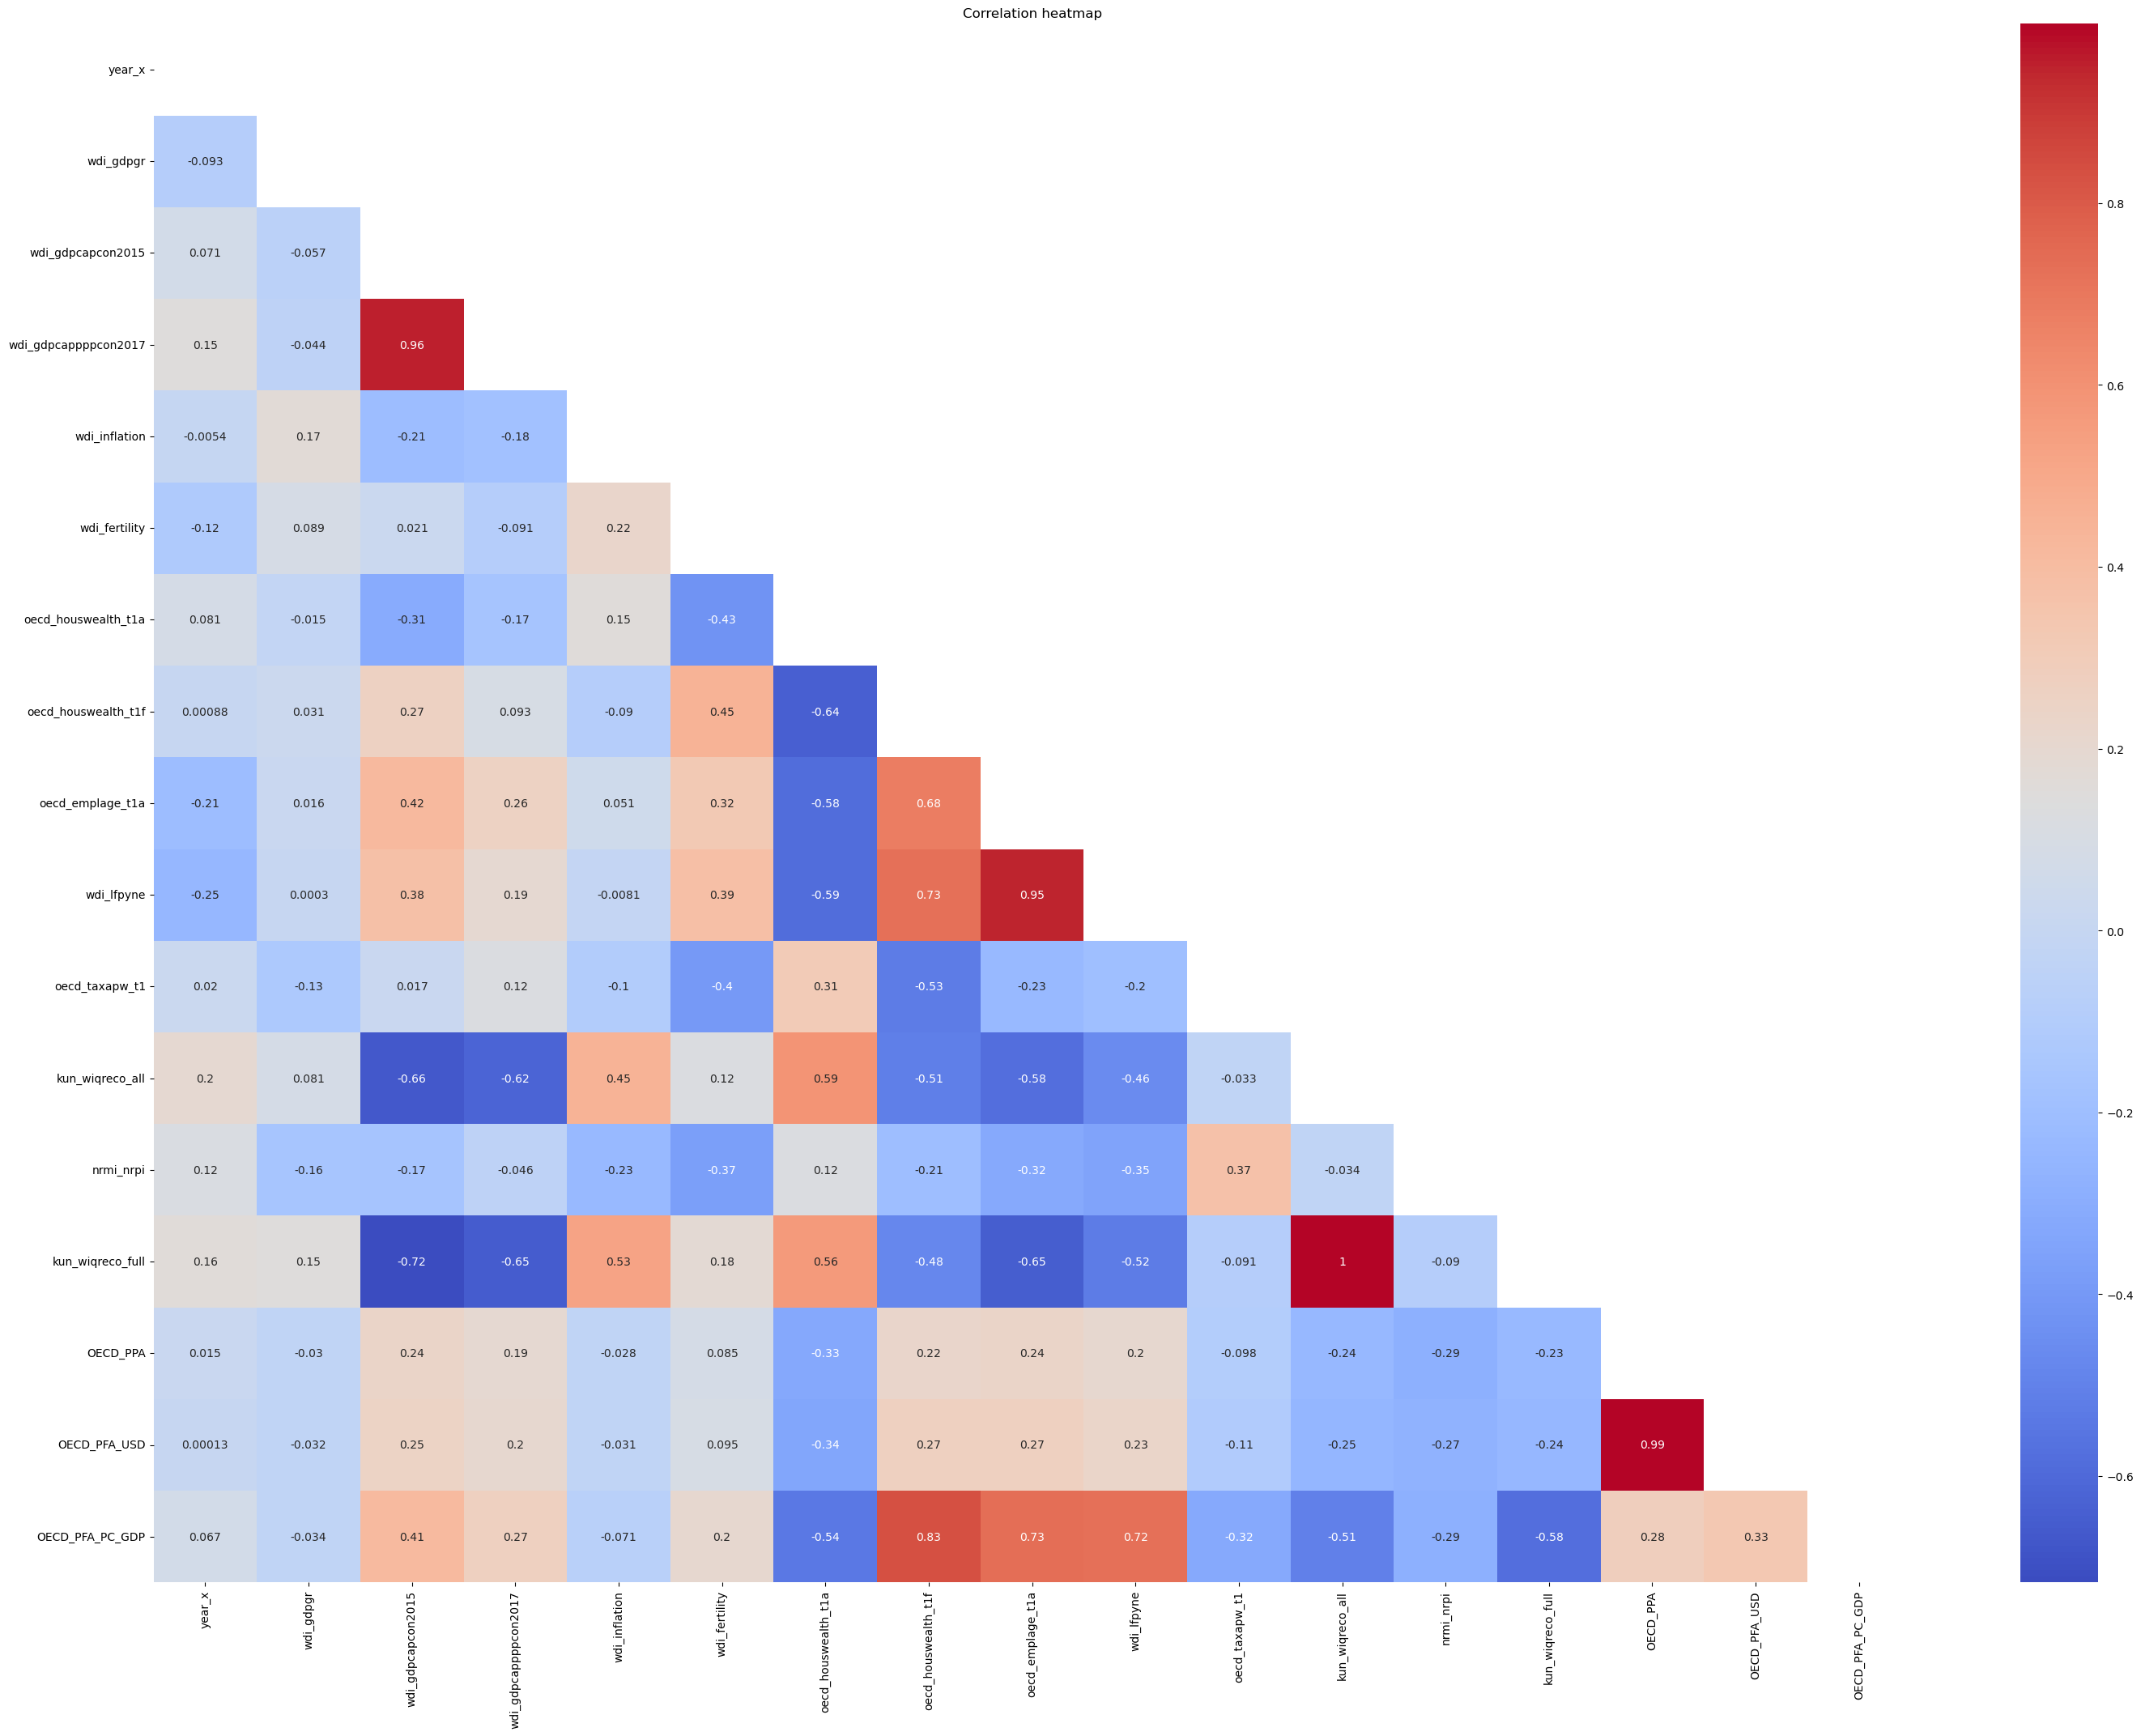 Correlation heatmap
year_x
wdi_gdpgr -0.093
wdi_gdpcapcon2015 0.071 -0.057
wdi_gdpcappppcon2017 0.15 -0.044 0.96
wdi_inflation -0.0054 0.17 -0.21 -0.18
wdi_fertility -0.12 0.089 0.021 -0.091 0.22
oecd_houswealth_t1a 0.081 -0.015 -0.31 -0.17 0.15 -0.43
oecd_houswealth_t1f 0.00088 0.031 0.27 0.093 -0.09 0.45 -0.64
oecd_emplage_t1a -0.21 0.016 0.42 0.26 0.051 0.32 -0.58 0.68
wdi_lfpyne -0.25 0.0003 0.38 0.19 -0.0081 0.39 -0.59 0.73 0.95
oecd_taxapw_t1 0.02 -0.13 0.017 0.12 -0.1 -0.4 0.31 -0.53 -0.23 -0.2
kun_wiqreco_all 0.2 0.081 -0.66 -0.62 0.45 0.12 0.59 -0.51 -0.58 -0.46 -0.033
nrmi_nrpi 0.12 -0.16 -0.17 -0.046 -0.23 -0.37 0.12 -0.21 -0.32 -0.35 0.37 -0.034
kun_wiqreco_full 0.16 0.15 -0.72 -0.65 0.53 0.18 0.56 -0.48 -0.65 -0.52 -0.091 1 -0.09
OECD_PPA 0.015 -0.03 0.24 0.19 -0.028 0.085 -0.33 0.22 0.24 0.2 -0.098 -0.24 -0.29 -0.23
OECD_PFA_USD 0.00013 -0.032 0.25 0.2 -0.031 0.095 -0.34 0.27 0.27 0.23 -0.11 -0.25 -0.27 -0.24 0.99
OECD_PFA_PC_GDP 0.067 -0.034 0.41 0.27 -0.071 0.2 -0.54 0.83 0.73 0.72 -0.32 -0.51 -0.29 -0.58 0.28 0.33
year_x
wdi_gdpgr
wdi_gdpcapcon2015
wdi_gdpcappppcon2017
wdi_inflation
wdi_fertility
oecd_houswealth_t1a
oecd_houswealth_t1f
oecd_emplage_t1a
wdi_lfpyne
oecd_taxapw_t1
kun_wiqreco_all
nrmi_nrpi
kun_wiqreco_full
OECD_PPA
OECD_PFA_USD
OECD_PFA_PC_GDP
0.8
0.6
0.4
0.2
0.0
−0.2
−0.4
−0.6